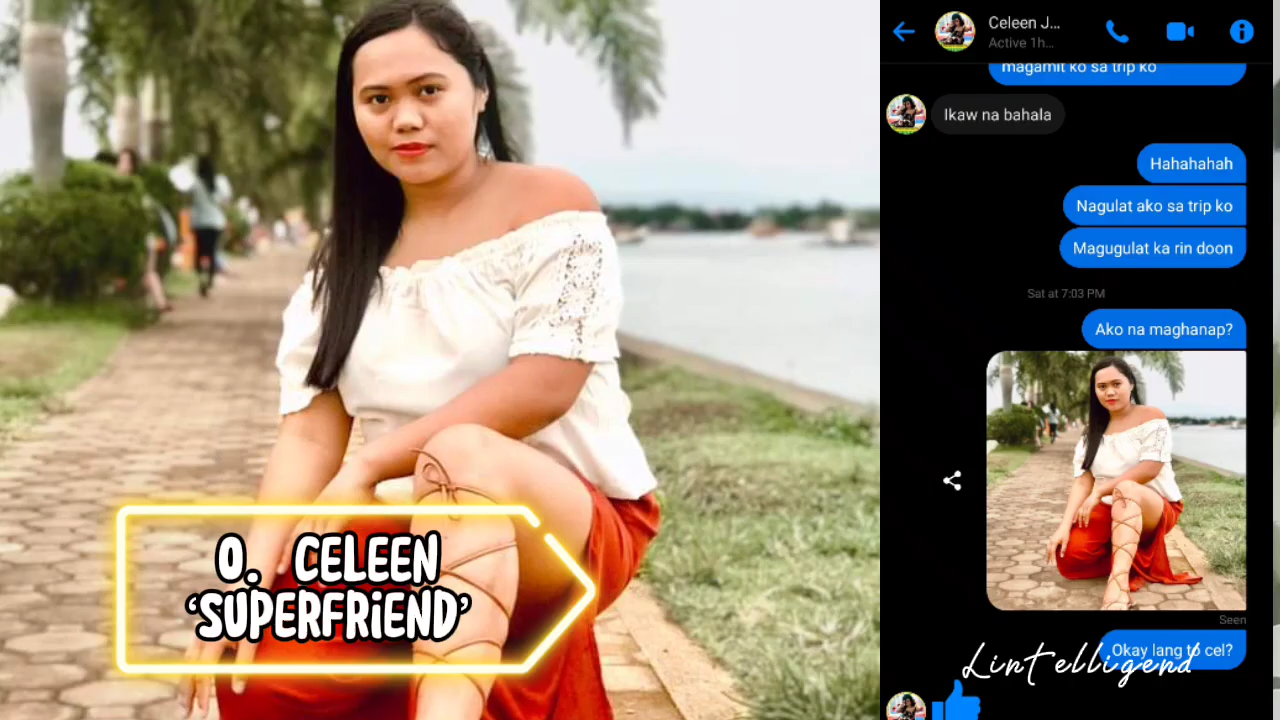 O. CELEEN
‘SUPERFRiEND’
Celeen J...
Active 1h...
magamit ko sa trip ko
Ikaw na bahala
Hahahahah
Nagulat ako sa trip ko
Magugulat ka rin doon
Sat at 7:03 PM
Ako na maghanap?
Seen
Okay lang to cel?
Lintelligend